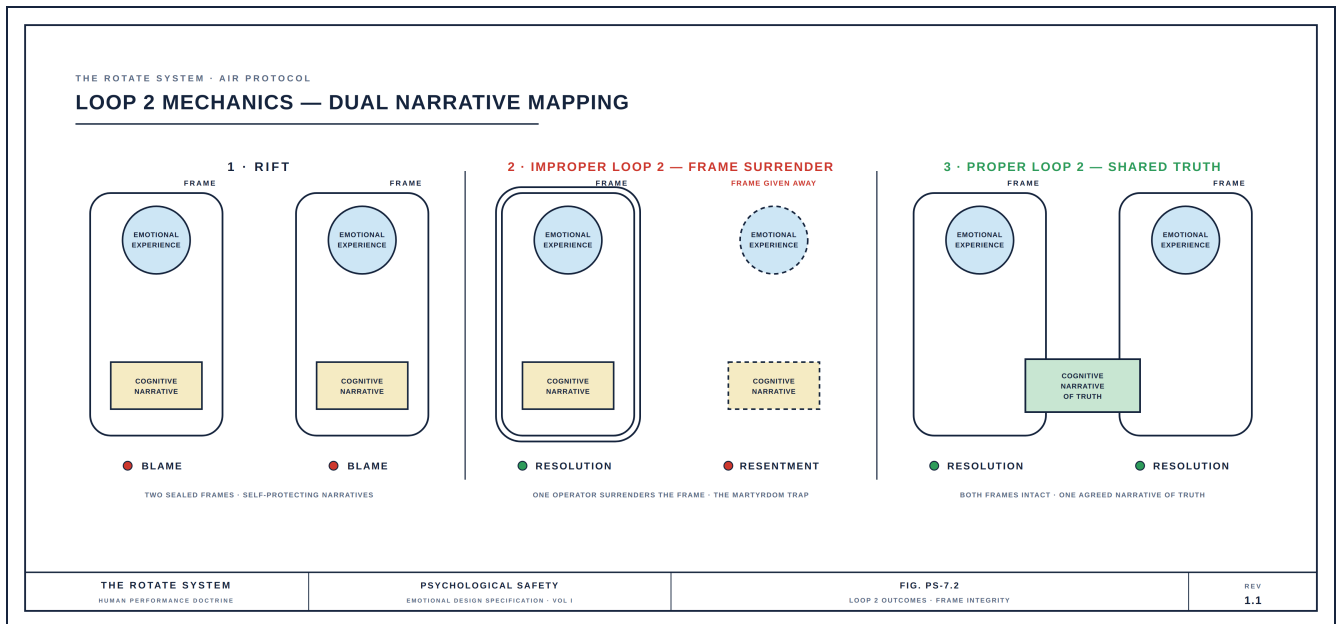 THE ROTATE SYSTEM · AIR PROTOCOL
LOOP 2 MECHANICS — DUAL NARRATIVE MAPPING
1 · RIFT
FRAME
FRAME
EMOTIONAL
EXPERIENCE
EMOTIONAL
EXPERIENCE
COGNITIVE
NARRATIVE
COGNITIVE
NARRATIVE
BLAME
BLAME
TWO SEALED FRAMES · SELF-PROTECTING NARRATIVES
2 · IMPROPER LOOP 2 — FRAME SURRENDER
FRAME
FRAME GIVEN AWAY
EMOTIONAL
EXPERIENCE
EMOTIONAL
EXPERIENCE
COGNITIVE
NARRATIVE
COGNITIVE
NARRATIVE
RESOLUTION
RESENTMENT
ONE OPERATOR SURRENDERS THE FRAME · THE MARTYRDOM TRAP
3 · PROPER LOOP 2 — SHARED TRUTH
FRAME
FRAME
EMOTIONAL
EXPERIENCE
EMOTIONAL
EXPERIENCE
COGNITIVE
NARRATIVE
OF TRUTH
RESOLUTION
RESOLUTION
BOTH FRAMES INTACT · ONE AGREED NARRATIVE OF TRUTH
THE ROTATE SYSTEM
HUMAN PERFORMANCE DOCTRINE
PSYCHOLOGICAL SAFETY
EMOTIONAL DESIGN SPECIFICATION · VOL I
FIG. PS-7.2
LOOP 2 OUTCOMES · FRAME INTEGRITY
REV
1.1